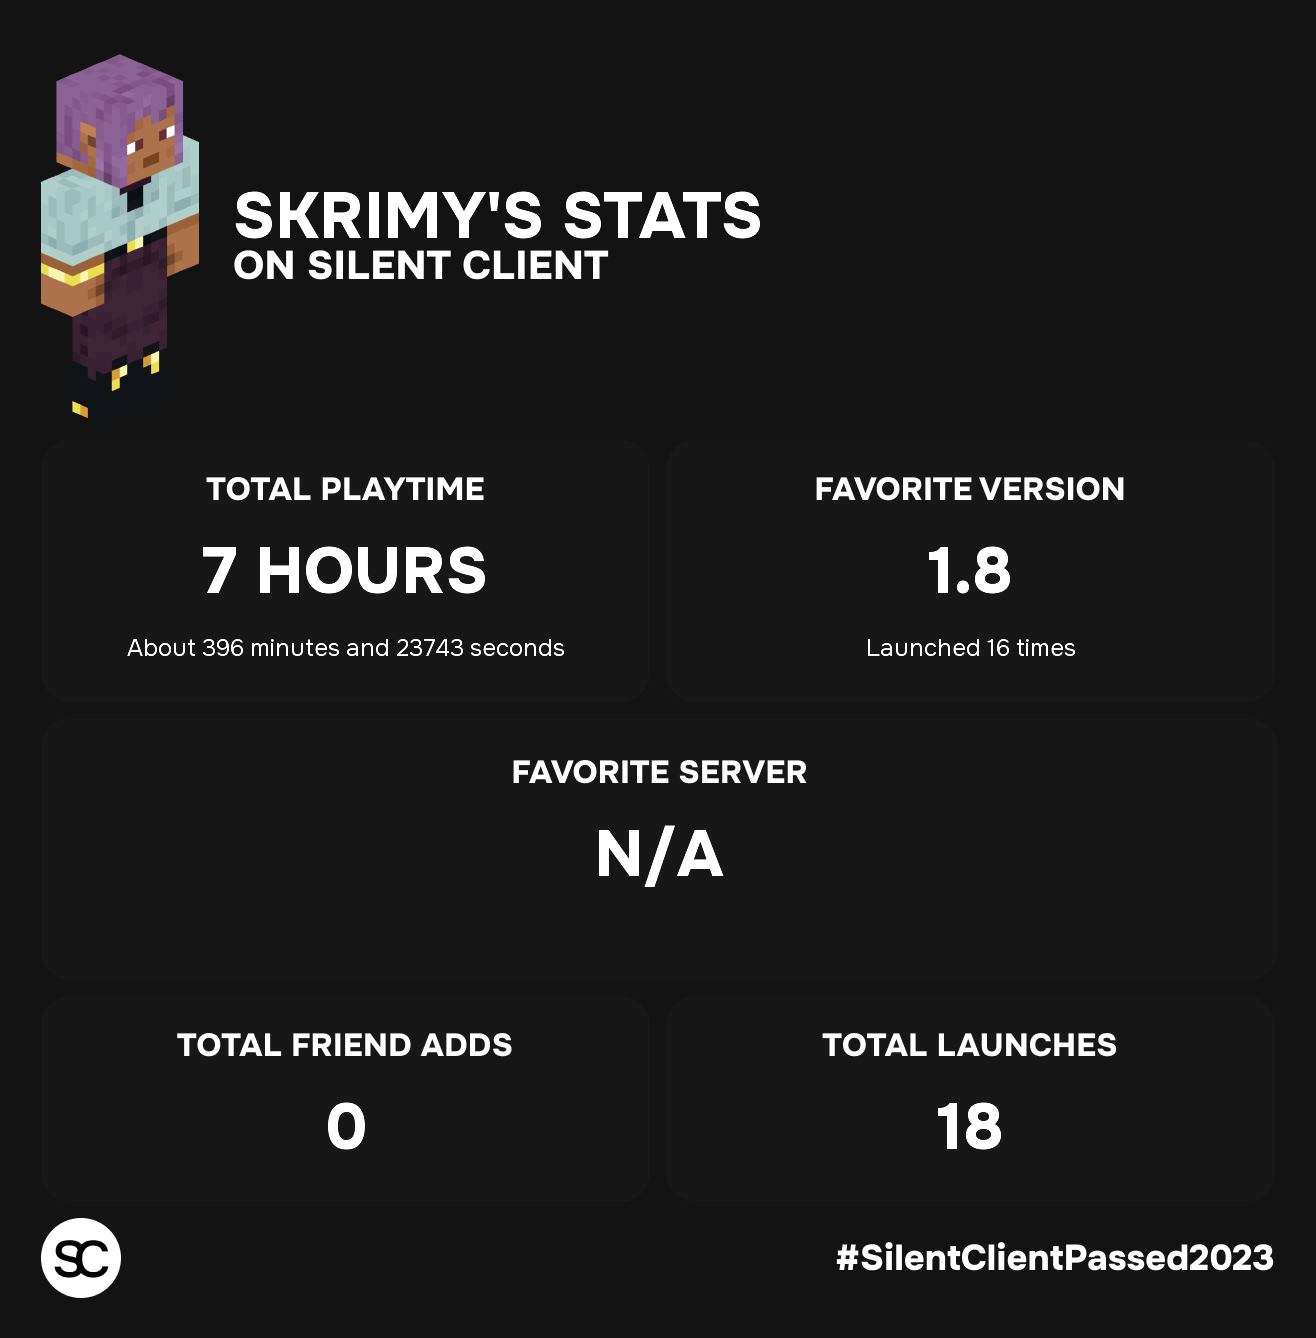 SKRIMY'S STATS
ON SILENT CLIENT
TOTAL PLAYTIME
7 HOURS
About 396 minutes and 23743 seconds
FAVORITE VERSION
1.8
Launched 16 times
FAVORITE SERVER
N/A
TOTAL FRIEND ADDS
0
TOTAL LAUNCHES
18
SC
#SilentClientPassed2023